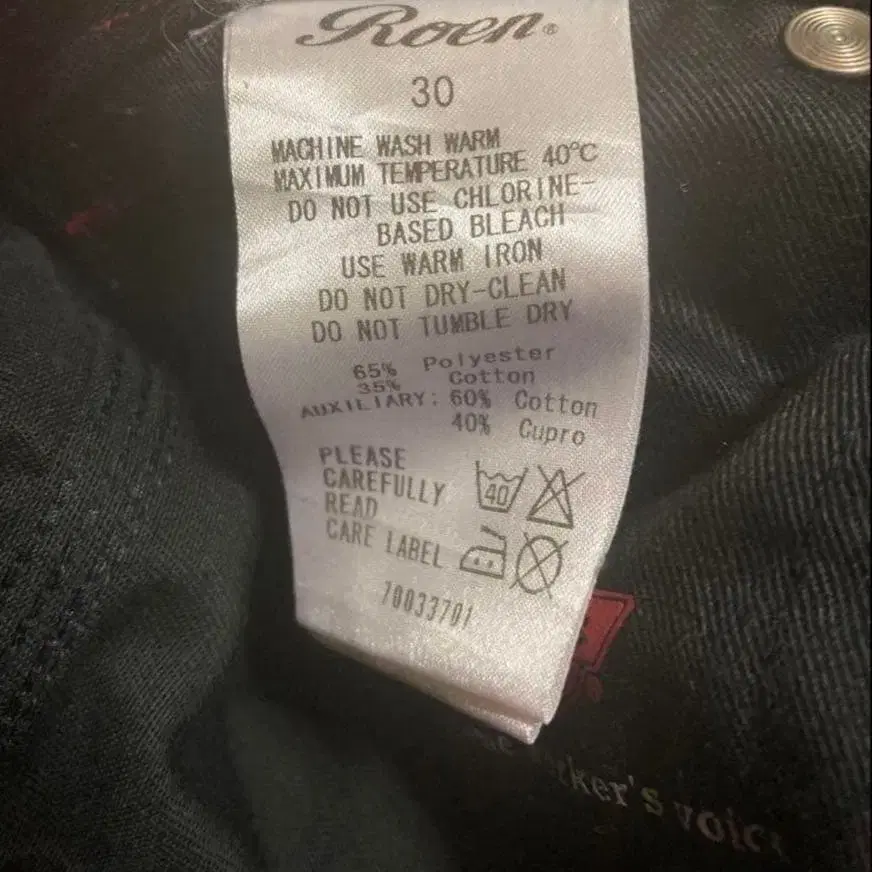 Roen®
30
MACHINE WASH WARM
MAXIMUM TEMPERATURE 40°C
DO NOT USE CHLORINE-
BASED BLEACH
USE WARM IRON
DO NOT DRY-CLEAN
DO NOT TUMBLE DRY
65% Polyester
35% Cotton
AUXILIARY: 60% Cotton
40% Cupro
PLEASE
CAREFULLY
READ
CARE LABEL
40
70033701
voice